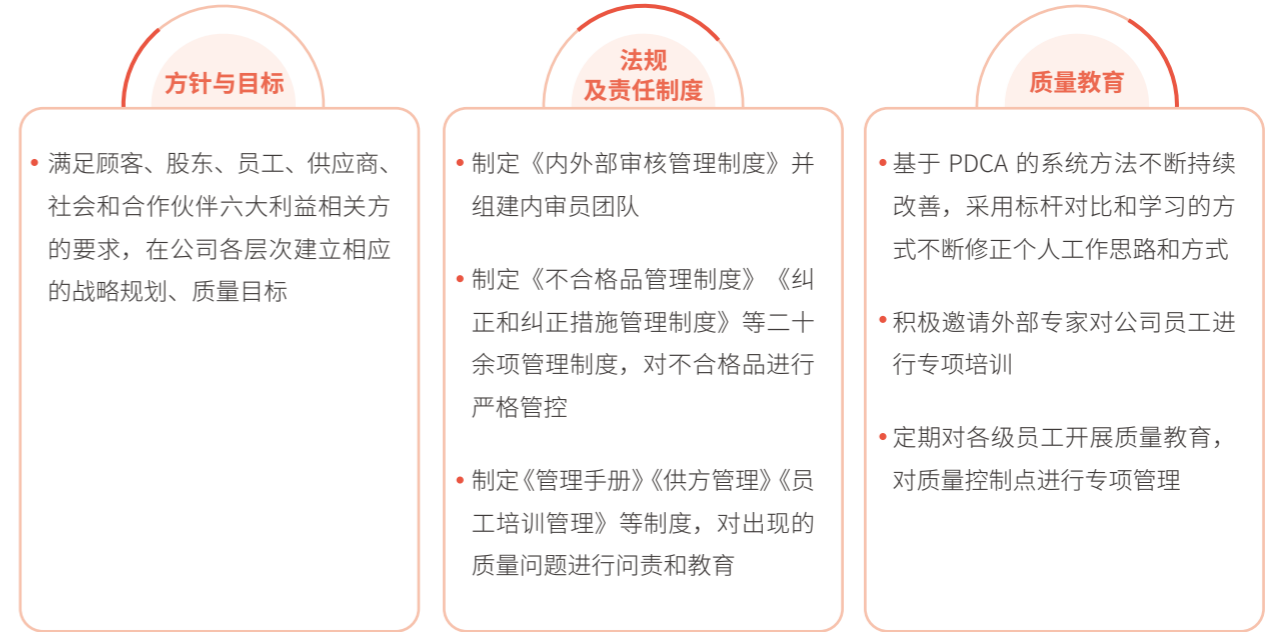 方针与目标
• 满足顾客、股东、员工、供应商、
社会和合作伙伴六大利益相关方
的要求，在公司各层次建立相应
的战略规划、质量目标
法规
及责任制度
• 制定《内外部审核管理制度》并
组建内审员团队
• 制定《不合格品管理制度》《纠
正和纠正措施管理制度》等二十
余项管理制度，对不合格品进行
严格管控
• 制定《管理手册》《供方管理》《员
工培训管理》等制度，对出现的
质量问题进行问责和教育
质量教育
• 基于 PDCA 的系统方法不断持续
改善，采用标杆对比和学习的方
式不断修正个人工作思路和方式
• 积极邀请外部专家对公司员工进
行专项培训
• 定期对各级员工开展质量教育，
对质量控制点进行专项管理